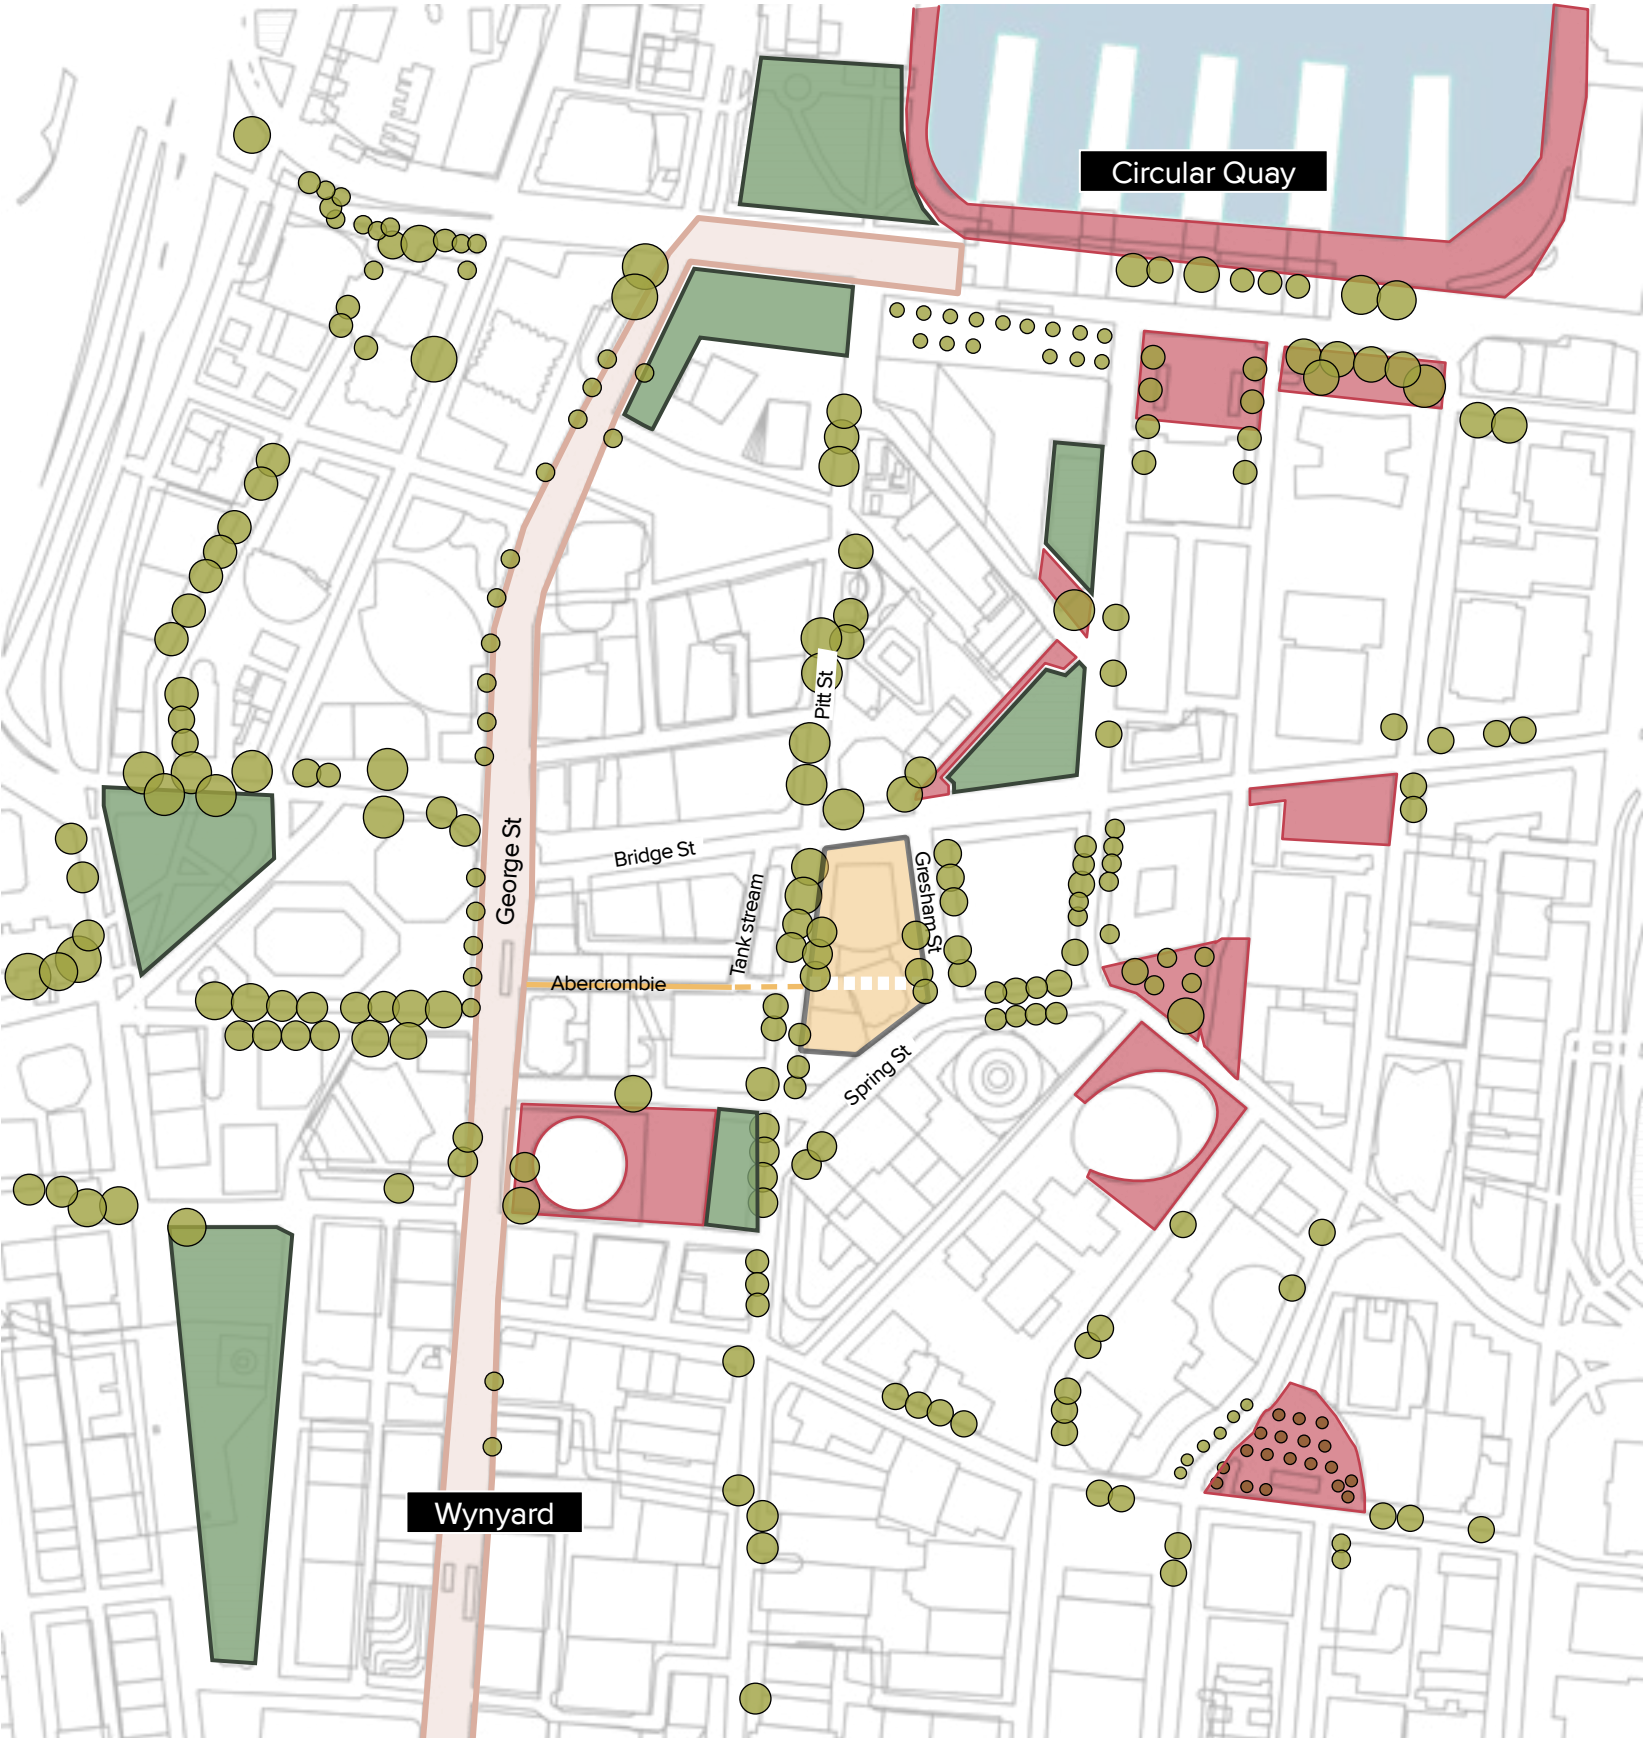 Circular Quay
Pitt St
George St
Bridge St
Gresham St
Tank stream
Abercrombie
Spring St
Wynyard